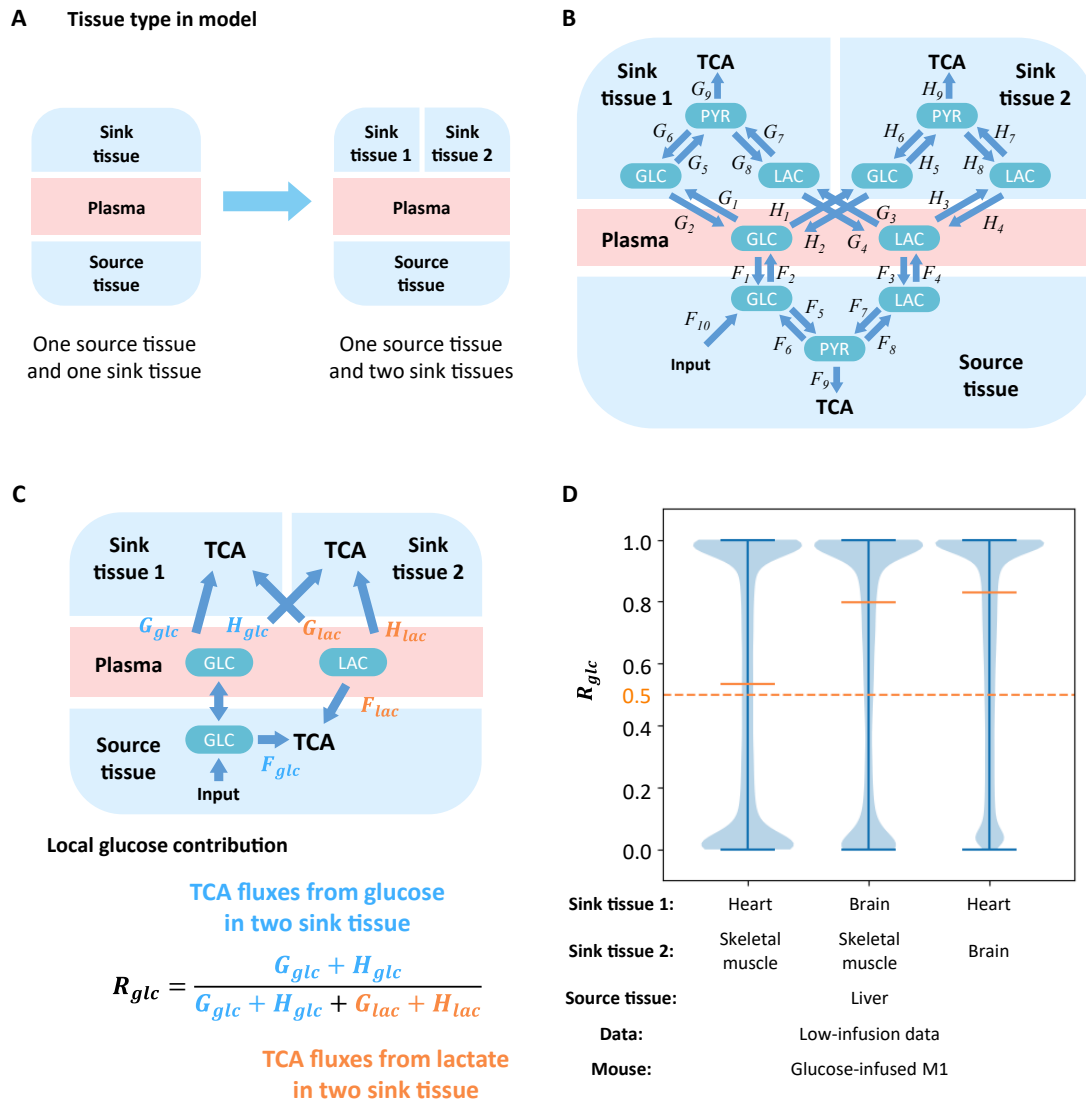 A Tissue type in model
Sink
tissue
Plasma
Source
tissue
One source tissue
and one sink tissue
Sink
tissue 1
Sink
tissue 2
Plasma
Source
tissue
One source tissue
and two sink tissues
B
Sink
tissue 1
TCA
TCA
Sink
tissue 2
G9
H9
PYR
PYR
G6
G5
G7
G8
H6
H5
H7
H8
GLC
LAC
GLC
LAC
G1
G2
H1
H2
G3
G4
H3
H4
Plasma
GLC
LAC
F1
F2
F3
F4
GLC
LAC
F10
F5
F6
F7
F8
Input
PYR
F9
TCA
Source
tissue
C
Sink
tissue 1
TCA
TCA
Sink
tissue 2
Gglc
Hglc
Glac
Hlac
Plasma
GLC
LAC
Flac
Source
tissue
GLC
TCA
Fglc
Input
Local glucose contribution
TCA fluxes from glucose
in two sink tissue
Rglc = (Gglc + Hglc) / (Gglc + Hglc + Glac + Hlac)
TCA fluxes from lactate
in two sink tissue
D
Rglc
1.0
0.8
0.6
0.5
0.4
0.2
0.0
Sink tissue 1: Heart Brain Heart
Sink tissue 2: Skeletal muscle Skeletal muscle Brain
Source tissue: Liver
Data: Low-infusion data
Mouse: Glucose-infused M1